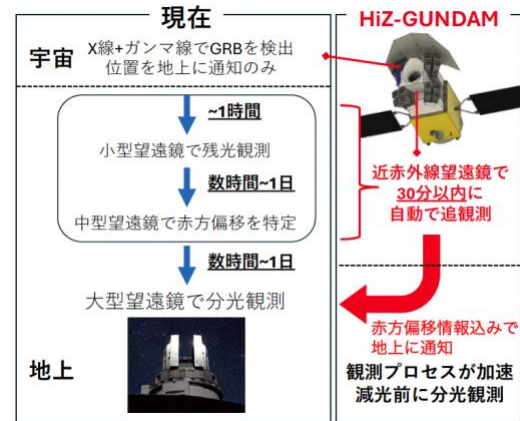 現在
宇宙
X線+ガンマ線でGRBを検出
位置を地上に通知のみ
~1時間
小型望遠鏡で残光観測
数時間~1日
中型望遠鏡で赤方偏移を特定
数時間~1日
大型望遠鏡で分光観測
地上
HiZ-GUNDAM
近赤外線望遠鏡で
30分以内に
自動で追観測
赤方偏移情報込みで
地上に通知
観測プロセスが加速
減光前に分光観測